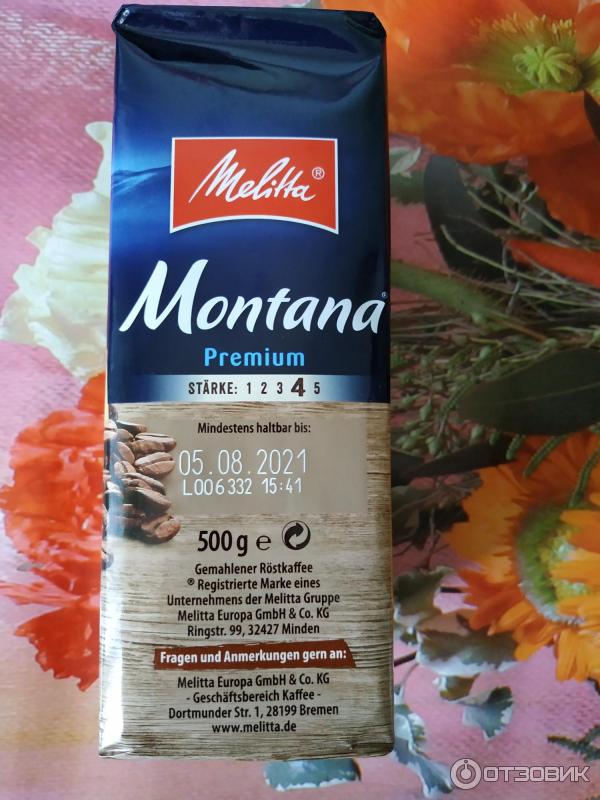 Melitta®
Montana®
Premium
STÄRKE: 1 2 3 4 5
Mindestens haltbar bis:
05.08.2021
L006332 15:41
500 g e
Gemahlener Röstkaffee
® Registrierte Marke eines
Unternehmens der Melitta Gruppe
Melitta Europa GmbH & Co. KG
Ringstr. 99, 32427 Minden
Fragen und Anmerkungen gern an:
Melitta Europa GmbH & Co. KG
- Geschäftsbereich Kaffee -
Dortmunder Str. 1, 28199 Bremen
www.melitta.de
ОТЗОВИК